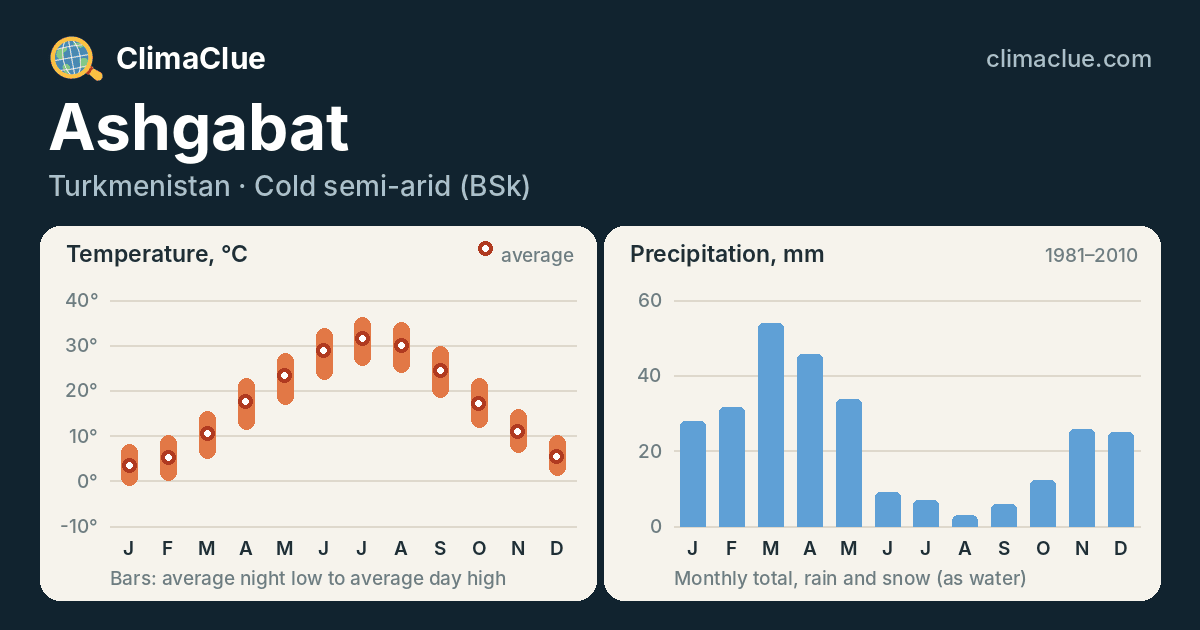 ClimaClue
climaclue.com
Ashgabat
Turkmenistan · Cold semi-arid (BSk)
Temperature, °C
average
40°
30°
20°
10°
0°
-10°
J F M A M J J A S O N D
Bars: average night low to average day high
Precipitation, mm
1981–2010
60
40
20
0
J F M A M J J A S O N D
Monthly total, rain and snow (as water)